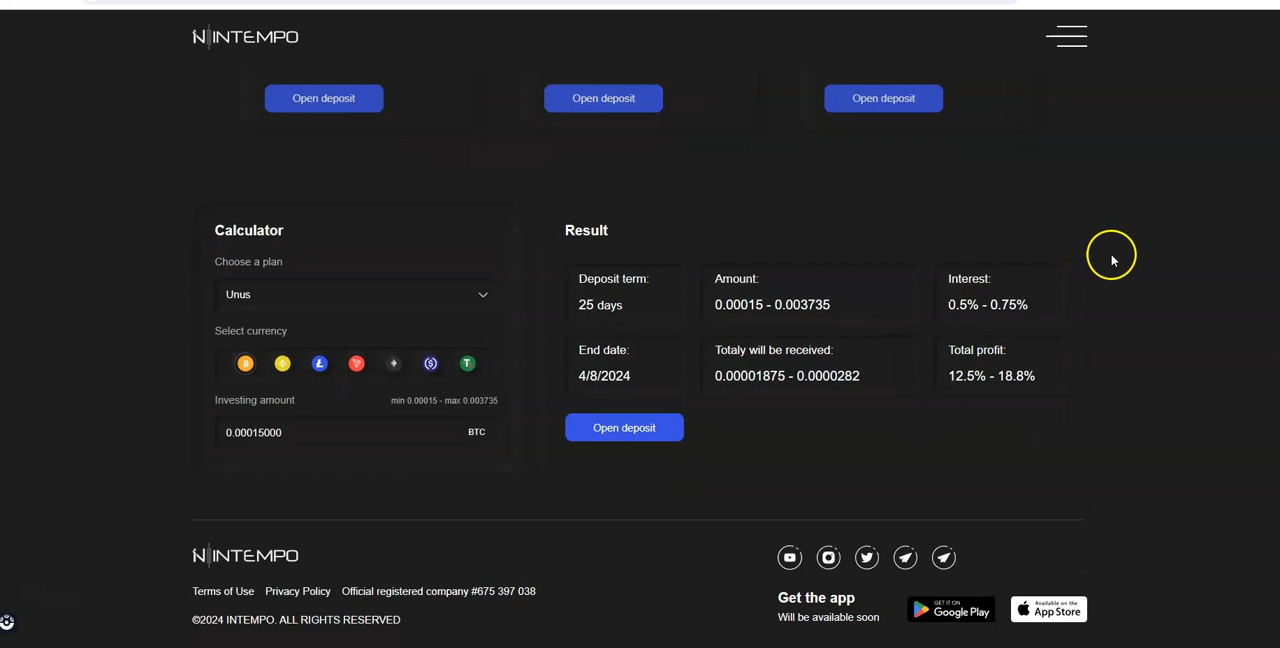 INTEMPO
Open deposit Open deposit Open deposit
Calculator
Choose a plan
Unus
Select currency
Investing amount min 0.00015 - max 0.003735
0.00015000 BTC
Result
Deposit term:
25 days
Amount:
0.00015 - 0.003735
Interest:
0.5% - 0.75%
End date:
4/8/2024
Totaly will be received:
0.00001875 - 0.0000282
Total profit:
12.5% - 18.8%
Open deposit
INTEMPO
Terms of Use Privacy Policy Official registered company #675 397 038
©2024 INTEMPO. ALL RIGHTS RESERVED
Get the app
Will be available soon
GET IT ON
Google Play
Available on the
App Store